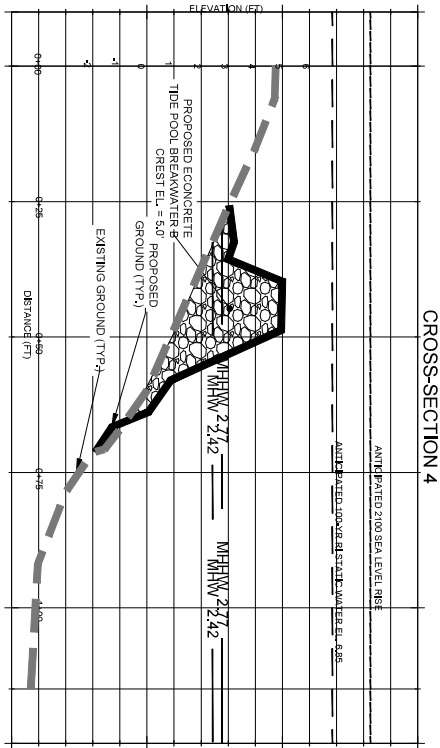 CROSS-SECTION 4
ANTICIPATED 2100 SEA LEVEL RISE
ANTICIPATED 100-YR RI STATIC WATER EL. 6.85
ELEVATION (FT)
6
5
4
3
2
1
0
-1
-2
MHHW 2.77
MHW 2.42
MHHW 2.77
MHW 2.42
PROPOSED ECONCRETE
TIDE POOL BREAKWATER B
CREST EL. = 5.0'
PROPOSED
GROUND (TYP.)
EXISTING GROUND (TYP.)
0+00
0+25
0+50
0+75
1+00
DISTANCE (FT)